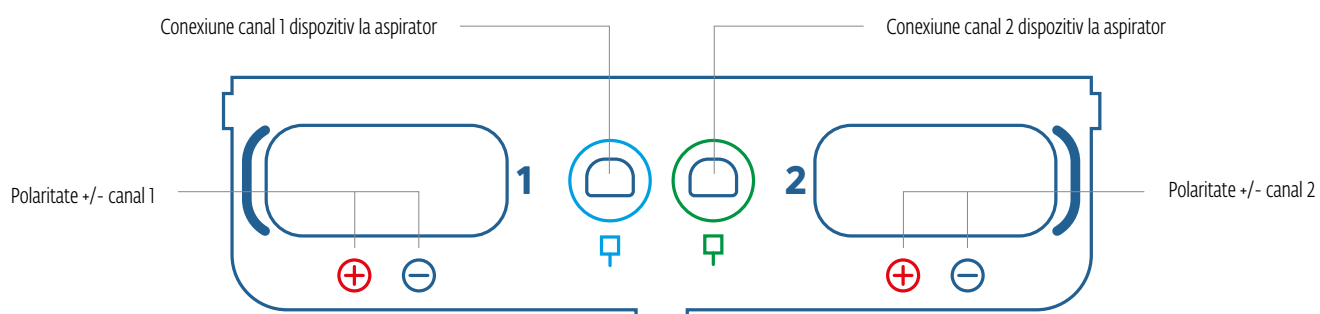 Conexiune canal 1 dispozitiv la aspirator
Conexiune canal 2 dispozitiv la aspirator
1
2
Polaritate +/- canal 1
Polaritate +/- canal 2
+
−
+
−